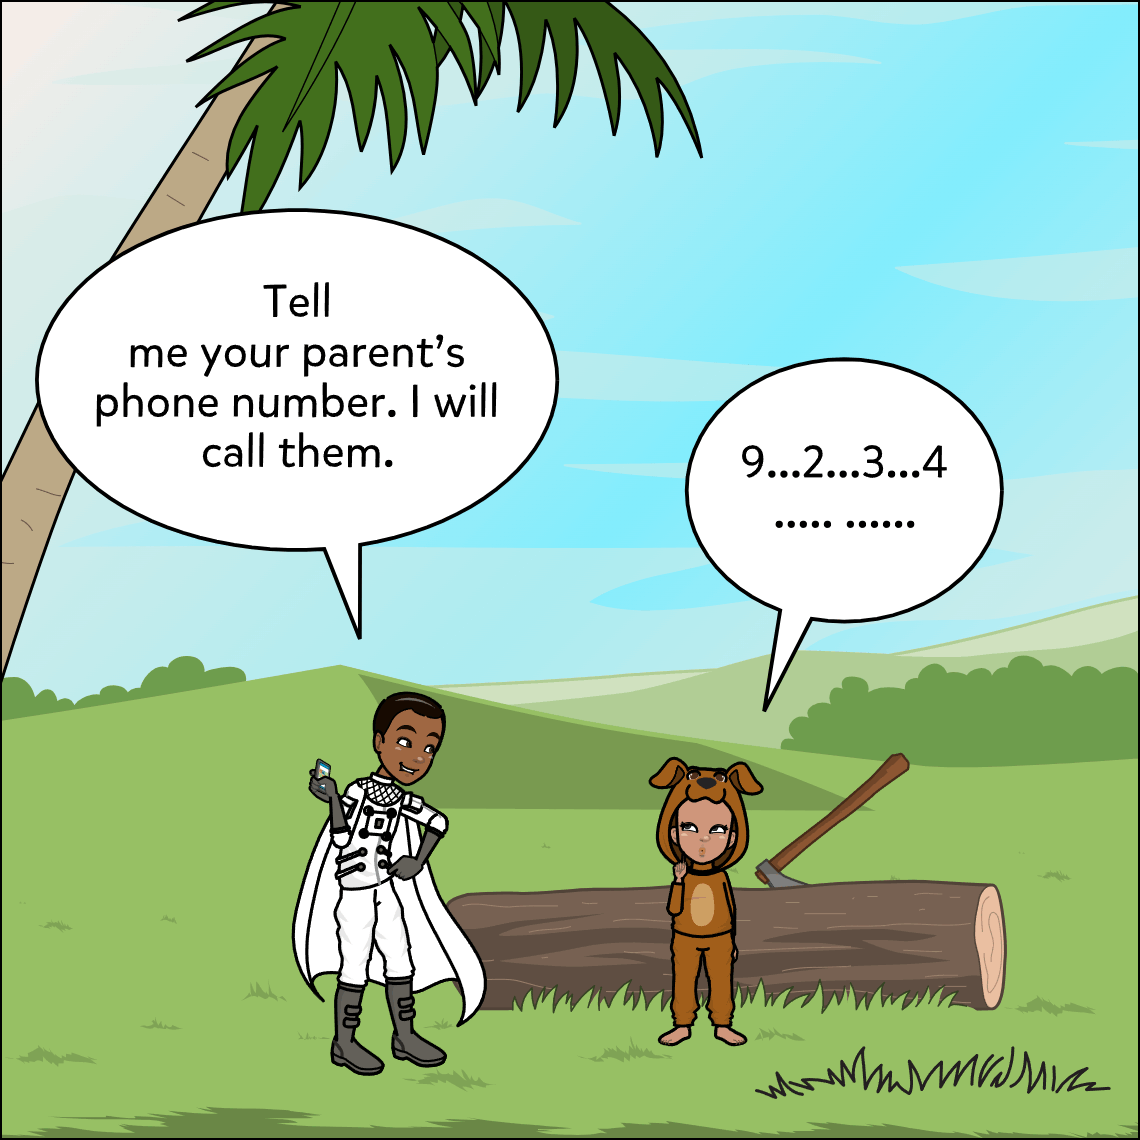 Tell
me your parent's
phone number. I will
call them.
9...2...3...4
..... ......